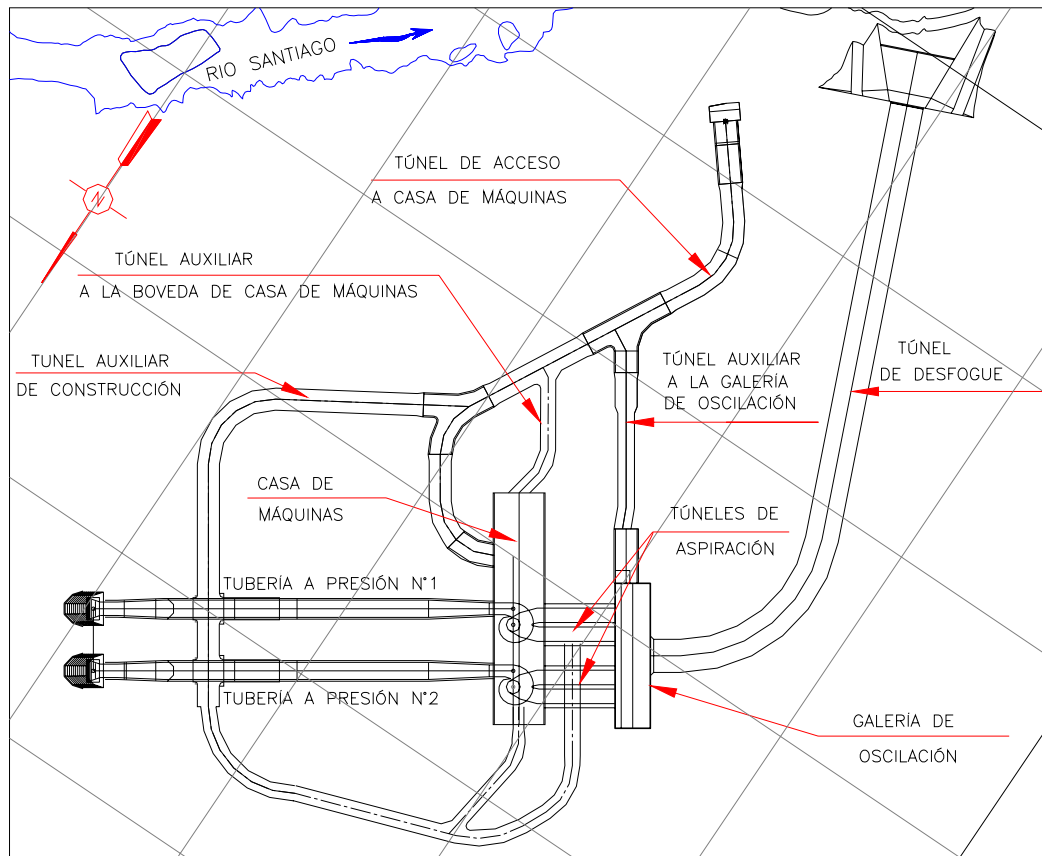 RIO SANTIAGO
N
TÚNEL DE ACCESO
A CASA DE MÁQUINAS
TÚNEL AUXILIAR
A LA BOVEDA DE CASA DE MÁQUINAS
TUNEL AUXILIAR
DE CONSTRUCCIÓN
TÚNEL AUXILIAR
A LA GALERÍA
DE OSCILACIÓN
TÚNEL
DE DESFOGUE
CASA DE
MÁQUINAS
TÚNELES DE
ASPIRACIÓN
TUBERÍA A PRESIÓN N°1
TUBERÍA A PRESIÓN N°2
GALERÍA DE
OSCILACIÓN